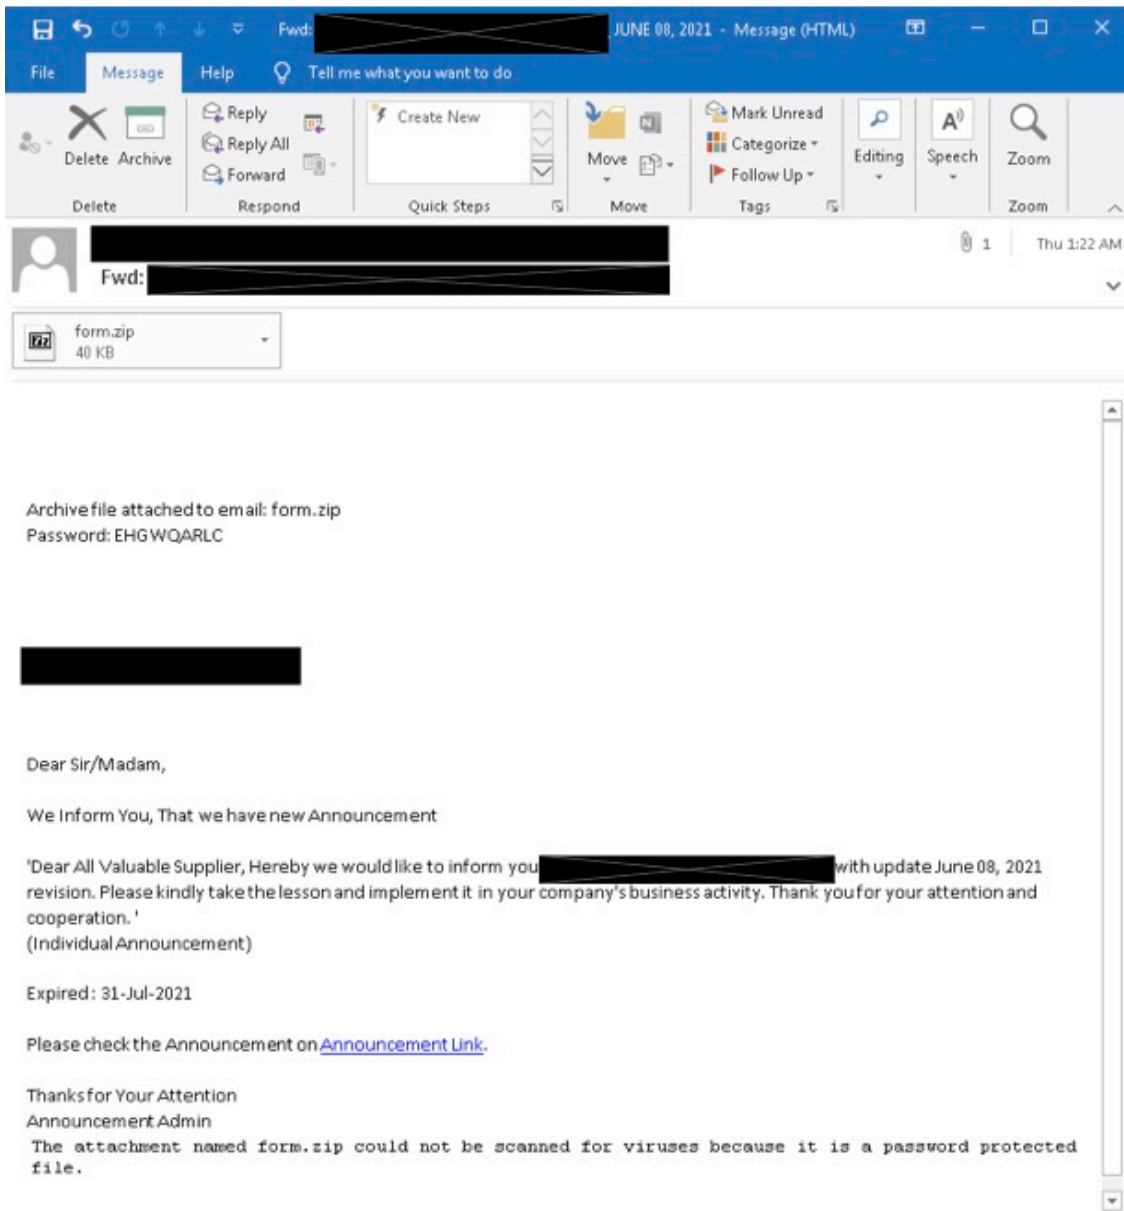 Fwd: JUNE 08, 2021 - Message (HTML)
File Message Help Tell me what you want to do
Delete Archive
Reply
Reply All
Forward
Create New
Move
Mark Unread
Categorize
Follow Up
Editing
Speech
Zoom
Delete Respond Quick Steps Move Tags Zoom
1 Thu 1:22 AM
Fwd:
form.zip
40 KB
Archive file attached to email: form.zip
Password: EHGWQARLC
Dear Sir/Madam,
We Inform You, That we have new Announcement
'Dear All Valuable Supplier, Hereby we would like to inform you with update June 08, 2021
revision. Please kindly take the lesson and implement it in your company's business activity. Thank you for your attention and
cooperation. '
(Individual Announcement)
Expired : 31-Jul-2021
Please check the Announcement on Announcement Link.
Thanks for Your Attention
Announcement Admin
The attachment named form.zip could not be scanned for viruses because it is a password protected
file.